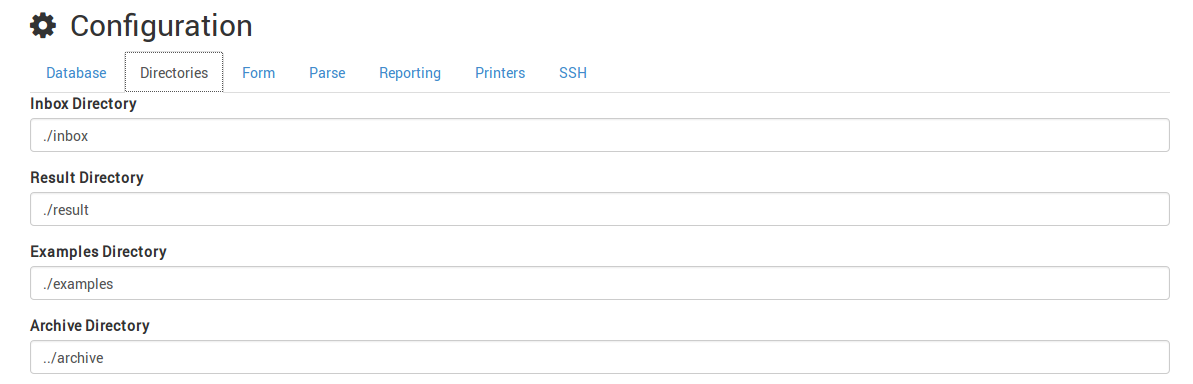 Configuration
Database Directories Form Parse Reporting Printers SSH
Inbox Directory
./inbox
Result Directory
./result
Examples Directory
./examples
Archive Directory
../archive